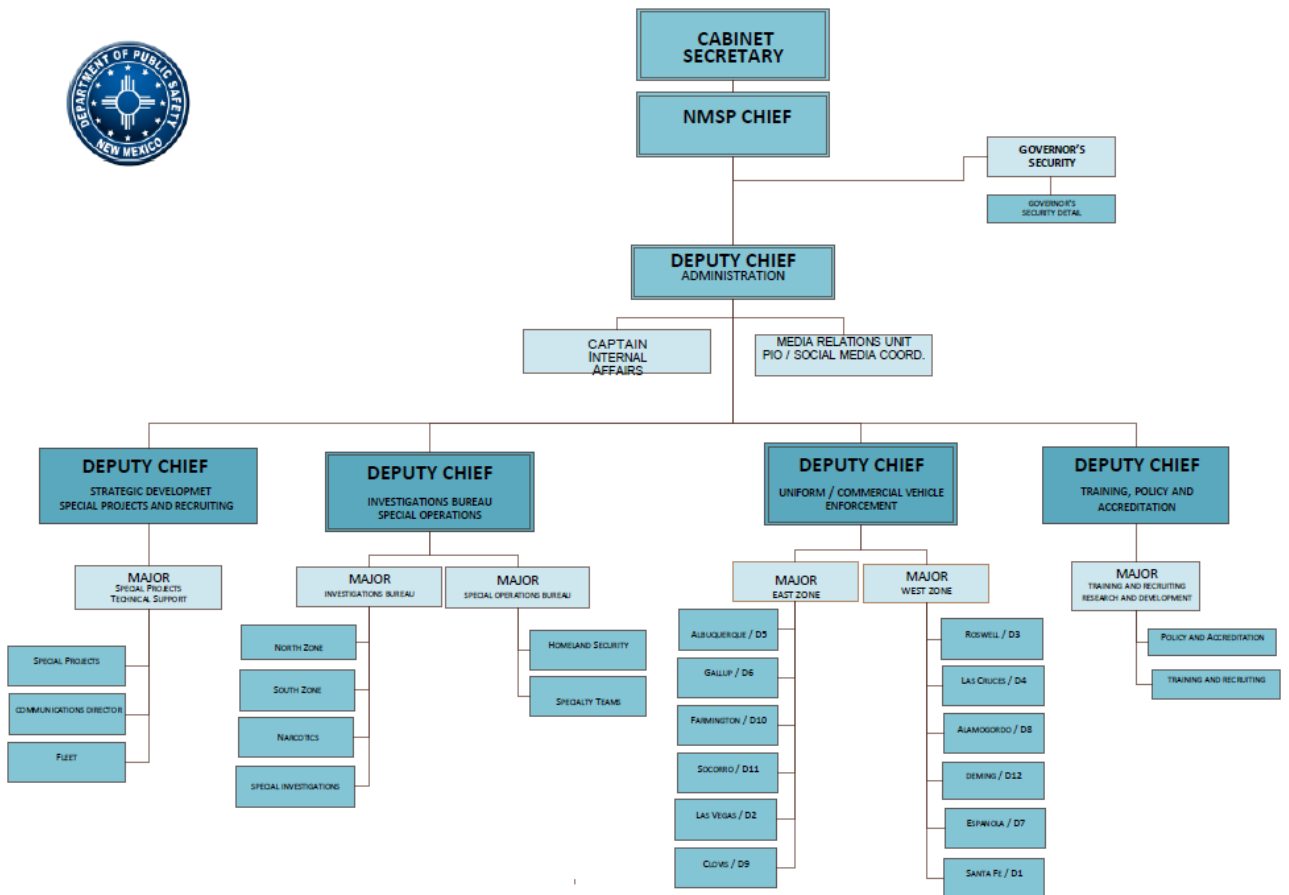 DEPARTMENT OF PUBLIC SAFETY
NEW MEXICO
CABINET
SECRETARY
NMSP CHIEF
GOVERNOR'S
SECURITY
GOVERNOR'S
SECURITY DETAIL
DEPUTY CHIEF
ADMINISTRATION
CAPTAIN
INTERNAL
AFFAIRS
MEDIA RELATIONS UNIT
PIO / SOCIAL MEDIA COORD.
DEPUTY CHIEF
STRATEGIC DEVELOPMET
SPECIAL PROJECTS AND RECRUITING
DEPUTY CHIEF
INVESTIGATIONS BUREAU
SPECIAL OPERATIONS
DEPUTY CHIEF
UNIFORM / COMMERCIAL VEHICLE
ENFORCEMENT
DEPUTY CHIEF
TRAINING, POLICY AND
ACCREDITATION
MAJOR
SPECIAL PROJECTS
TECHNICAL SUPPORT
MAJOR
INVESTIGATIONS BUREAU
MAJOR
SPECIAL OPERATIONS BUREAU
MAJOR
EAST ZONE
MAJOR
WEST ZONE
MAJOR
TRAINING AND RECRUITING
RESEARCH AND DEVELOPMENT
SPECIAL PROJECTS
COMMUNICATIONS DIRECTOR
FLEET
NORTH ZONE
SOUTH ZONE
NARCOTICS
SPECIAL INVESTIGATIONS
HOMELAND SECURITY
SPECIALTY TEAMS
ALBUQUERQUE / D5
GALLUP / D6
FARMINGTON / D10
SOCORRO / D11
LAS VEGAS / D2
CLOVIS / D9
ROSWELL / D3
LAS CRUCES / D4
ALAMOGORDO / D8
DEMING / D12
ESPANOLA / D7
SANTA FE / D1
POLICY AND ACCREDITATION
TRAINING AND RECRUITING